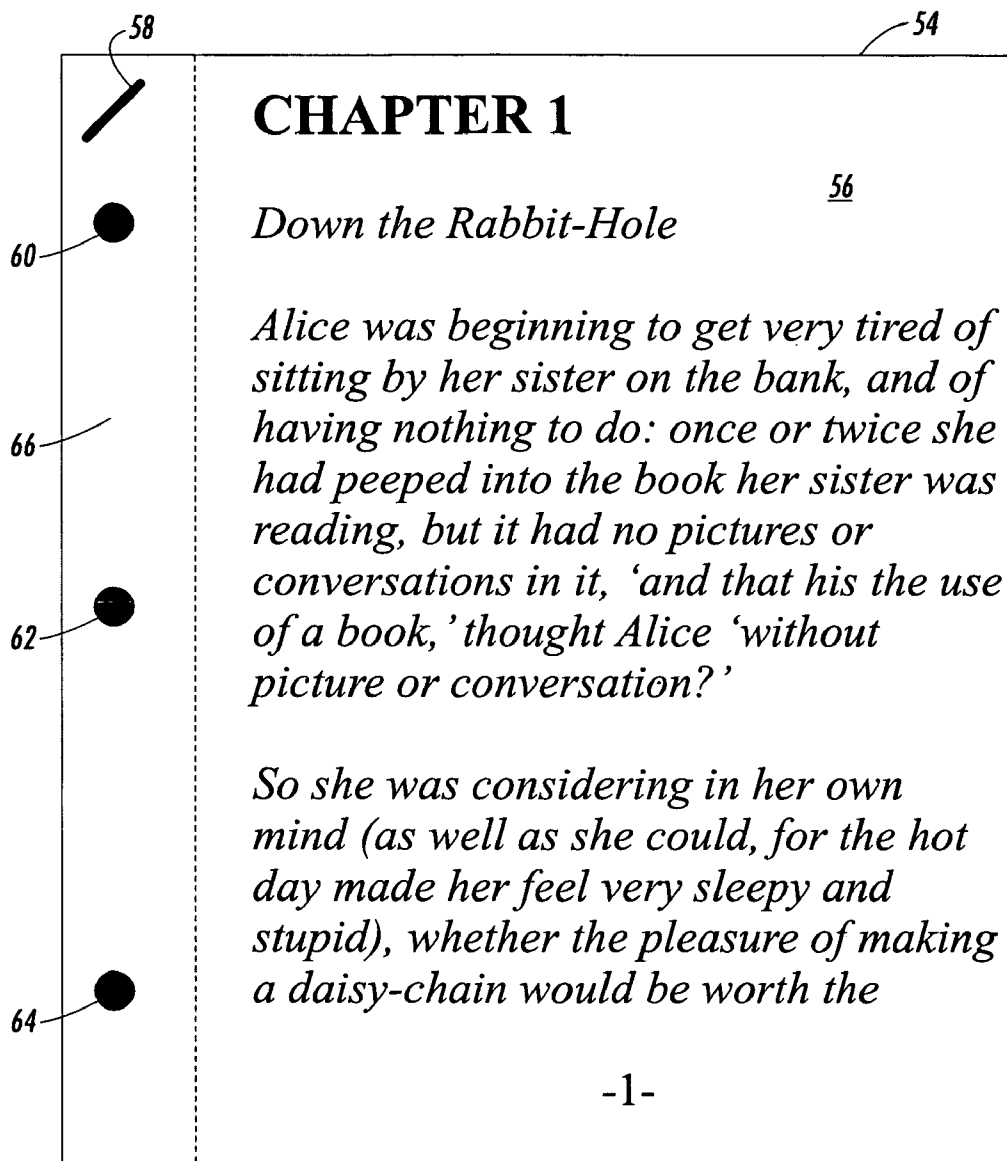 58
54
CHAPTER 1
56
Down the Rabbit-Hole
60
Alice was beginning to get very tired of
sitting by her sister on the bank, and of
having nothing to do: once or twice she
66
had peeped into the book her sister was
reading, but it had no pictures or
conversations in it, ‘and that his the use
62
of a book,’ thought Alice ‘without
picture or conversation?’
So she was considering in her own
mind (as well as she could, for the hot
day made her feel very sleepy and
stupid), whether the pleasure of making
a daisy-chain would be worth the
64
-1-